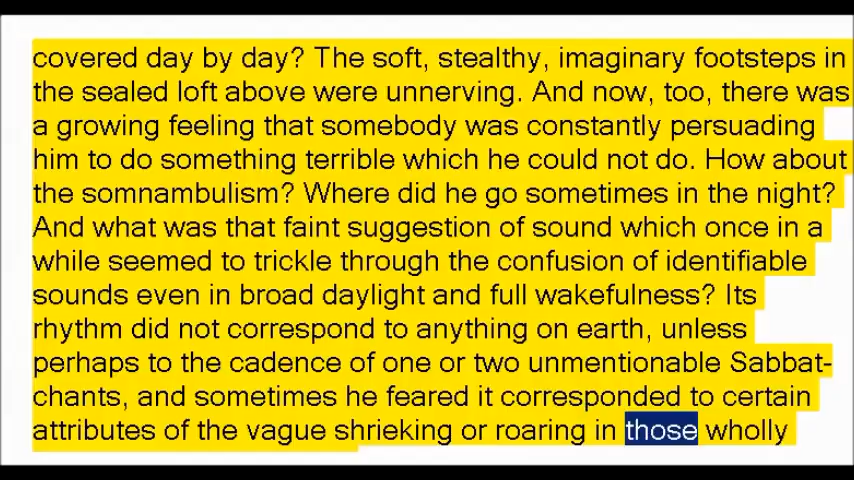 covered day by day? The soft, stealthy, imaginary footsteps in
the sealed loft above were unnerving. And now, too, there was
a growing feeling that somebody was constantly persuading
him to do something terrible which he could not do. How about
the somnambulism? Where did he go sometimes in the night?
And what was that faint suggestion of sound which once in a
while seemed to trickle through the confusion of identifiable
sounds even in broad daylight and full wakefulness? Its
rhythm did not correspond to anything on earth, unless
perhaps to the cadence of one or two unmentionable Sabbat-
chants, and sometimes he feared it corresponded to certain
attributes of the vague shrieking or roaring in those wholly